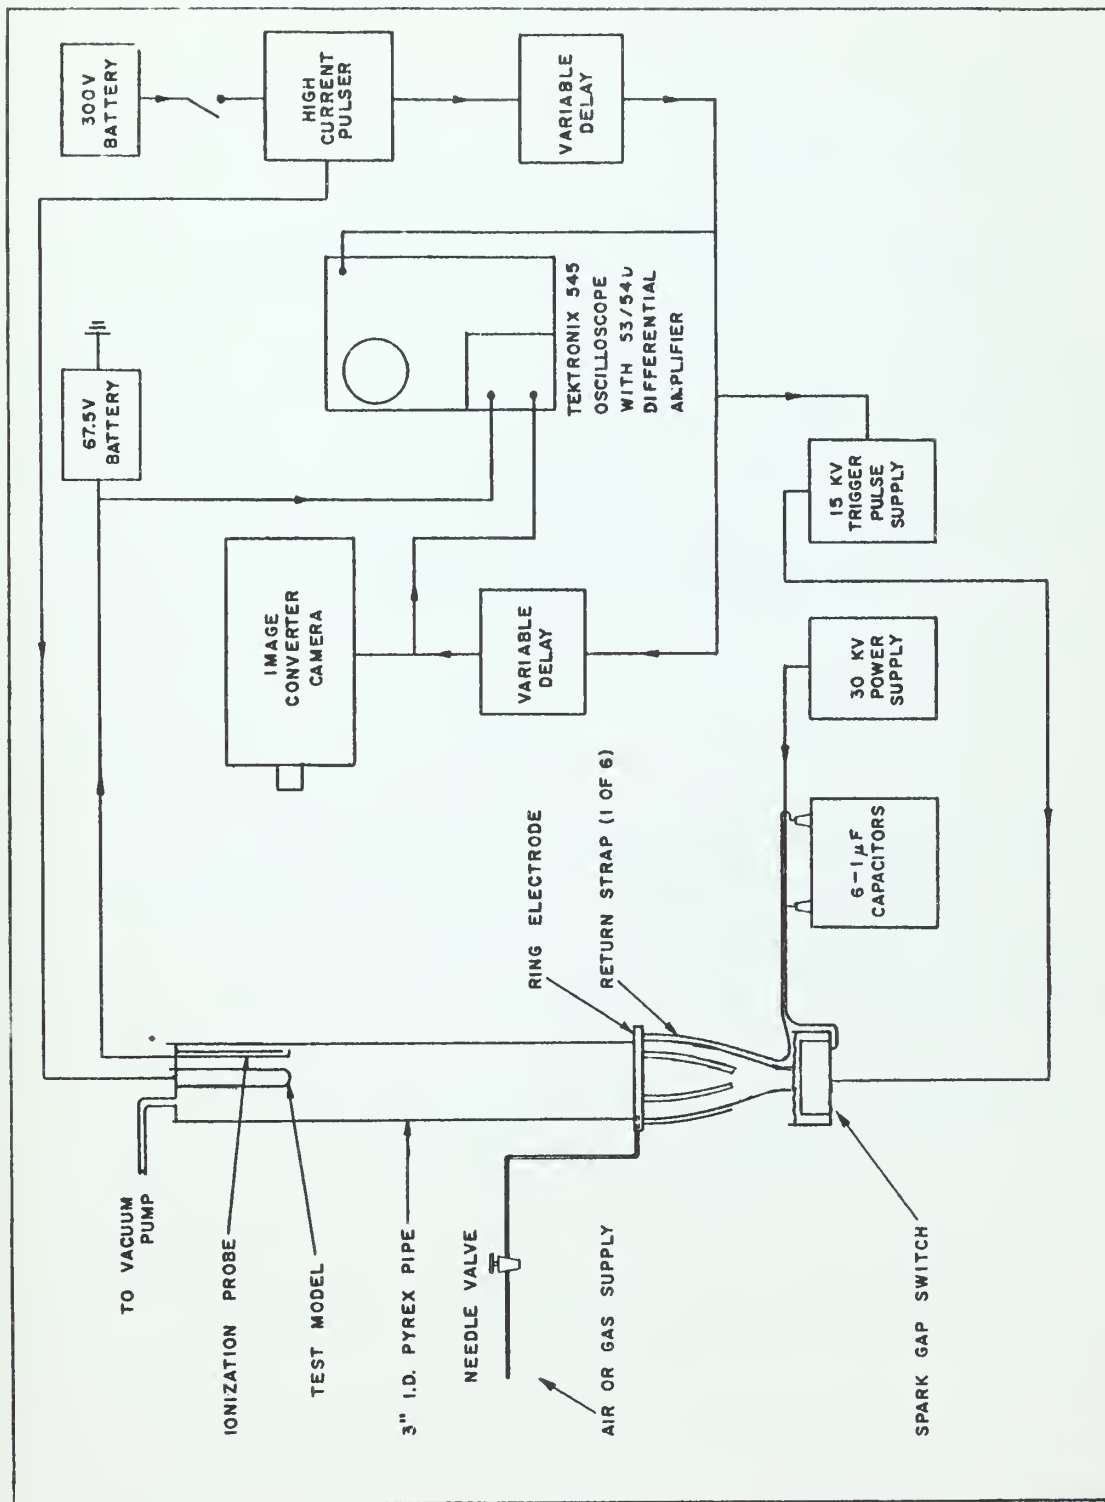 TO VACUUM
PUMP
IONIZATION PROBE
TEST MODEL
3" I.D. PYREX PIPE
NEEDLE VALVE
AIR OR GAS SUPPLY
SPARK GAP SWITCH
RING ELECTRODE
RETURN STRAP (1 OF 6)
6-1 µF
CAPACITORS
IMAGE
CONVERTER
CAMERA
VARIABLE
DELAY
30 KV
POWER
SUPPLY
67.5V
BATTERY
TEKTRONIX 545
OSCILLOSCOPE
WITH 53/54D
DIFFERENTIAL
AMPLIFIER
15 KV
TRIGGER
PULSE
SUPPLY
300V
BATTERY
HIGH
CURRENT
PULSER
VARIABLE
DELAY